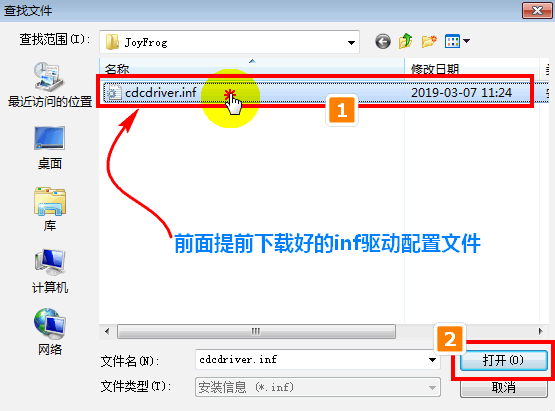 查找文件
查找范围(I):
JoyFrog
名称
修改日期
cdcdriver.inf
2019-03-07 11:24
1
最近访问的位置
桌面
库
计算机
网络
前面提前下载好的inf驱动配置文件
2
文件名(N):
cdcdriver.inf
打开(O)
文件类型(T):
安装信息 (*.inf)
取消